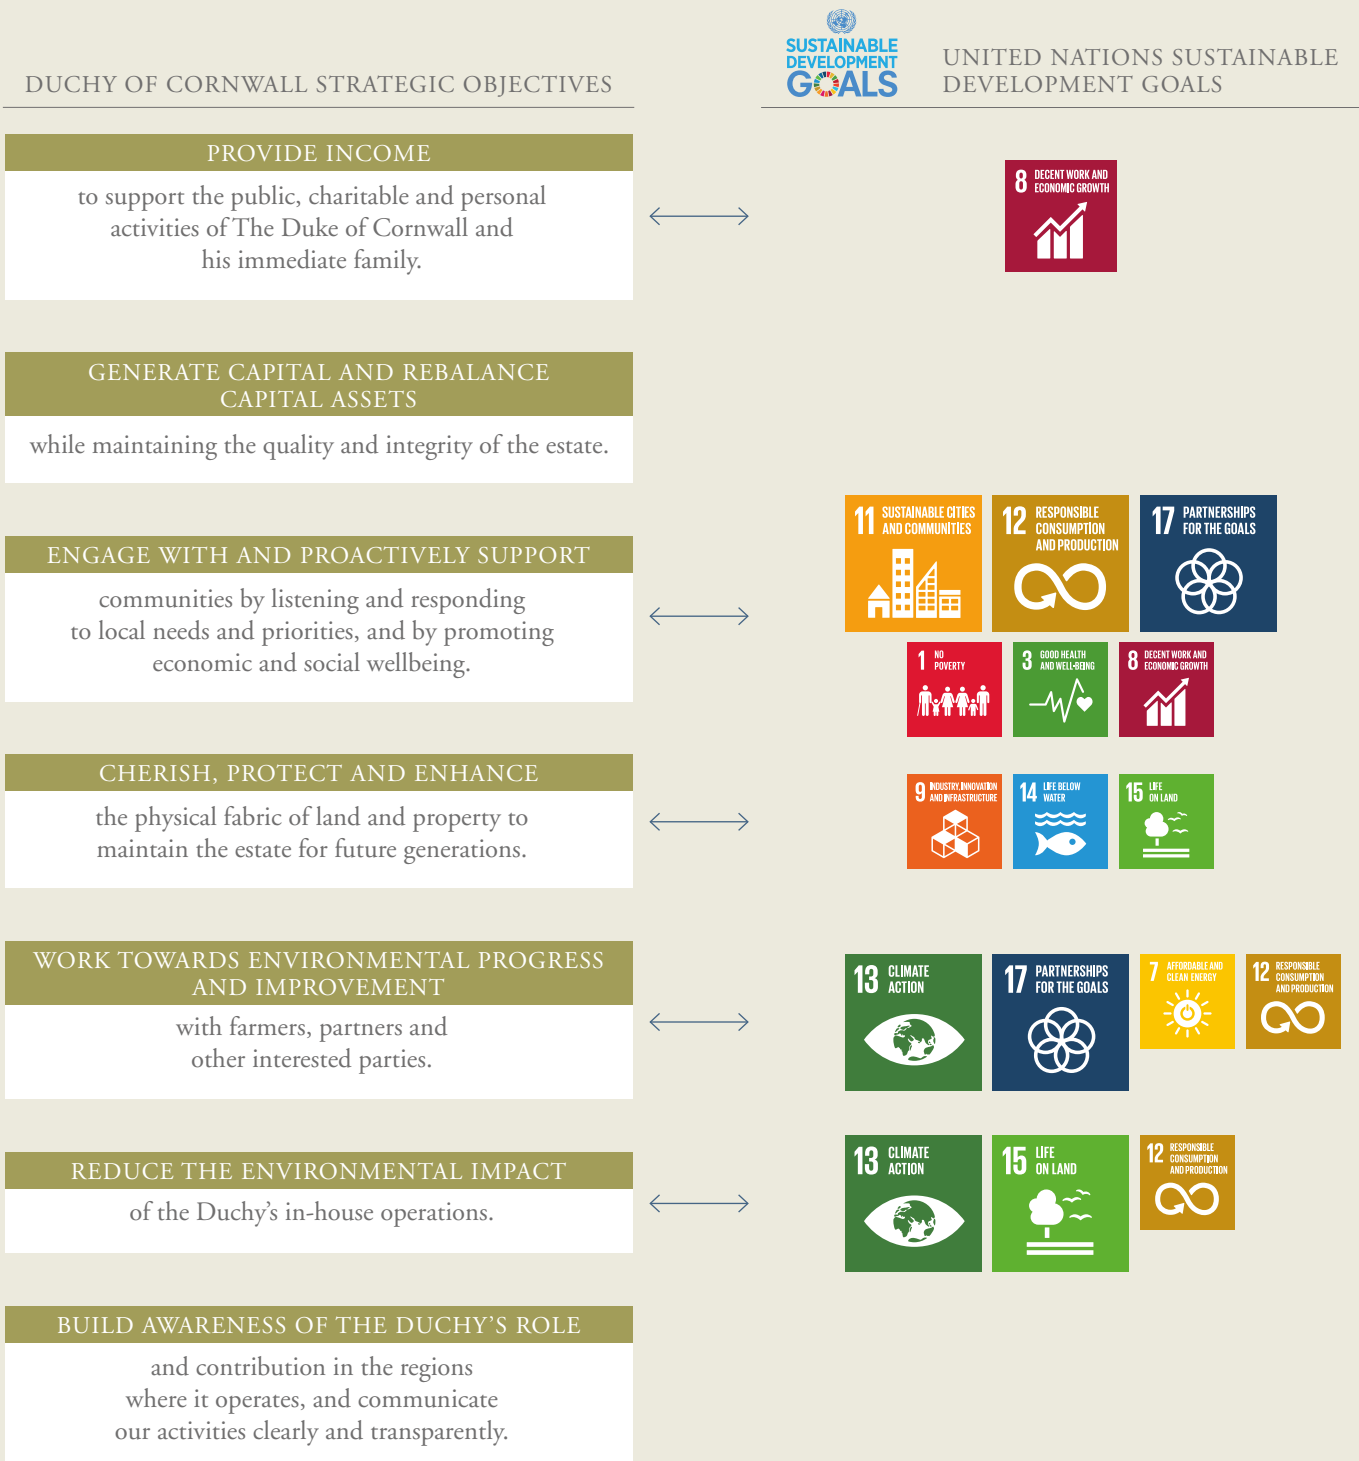 DUCHY OF CORNWALL STRATEGIC OBJECTIVES
SUSTAINABLE
DEVELOPMENT
GOALS
UNITED NATIONS SUSTAINABLE
DEVELOPMENT GOALS
PROVIDE INCOME
to support the public, charitable and personal
activities of The Duke of Cornwall and
his immediate family.
8 DECENT WORK AND
ECONOMIC GROWTH
GENERATE CAPITAL AND REBALANCE
CAPITAL ASSETS
while maintaining the quality and integrity of the estate.
ENGAGE WITH AND PROACTIVELY SUPPORT
communities by listening and responding
to local needs and priorities, and by promoting
economic and social wellbeing.
11 SUSTAINABLE CITIES
AND COMMUNITIES
12 RESPONSIBLE
CONSUMPTION
AND PRODUCTION
17 PARTNERSHIPS
FOR THE GOALS
1 NO
POVERTY
3 GOOD HEALTH
AND WELL-BEING
8 DECENT WORK AND
ECONOMIC GROWTH
CHERISH, PROTECT AND ENHANCE
the physical fabric of land and property to
maintain the estate for future generations.
9 INDUSTRY, INNOVATION
AND INFRASTRUCTURE
14 LIFE BELOW
WATER
15 LIFE
ON LAND
WORK TOWARDS ENVIRONMENTAL PROGRESS
AND IMPROVEMENT
with farmers, partners and
other interested parties.
13 CLIMATE
ACTION
17 PARTNERSHIPS
FOR THE GOALS
7 AFFORDABLE AND
CLEAN ENERGY
12 RESPONSIBLE
CONSUMPTION
AND PRODUCTION
REDUCE THE ENVIRONMENTAL IMPACT
of the Duchy's in-house operations.
13 CLIMATE
ACTION
15 LIFE
ON LAND
12 RESPONSIBLE
CONSUMPTION
AND PRODUCTION
BUILD AWARENESS OF THE DUCHY'S ROLE
and contribution in the regions
where it operates, and communicate
our activities clearly and transparently.